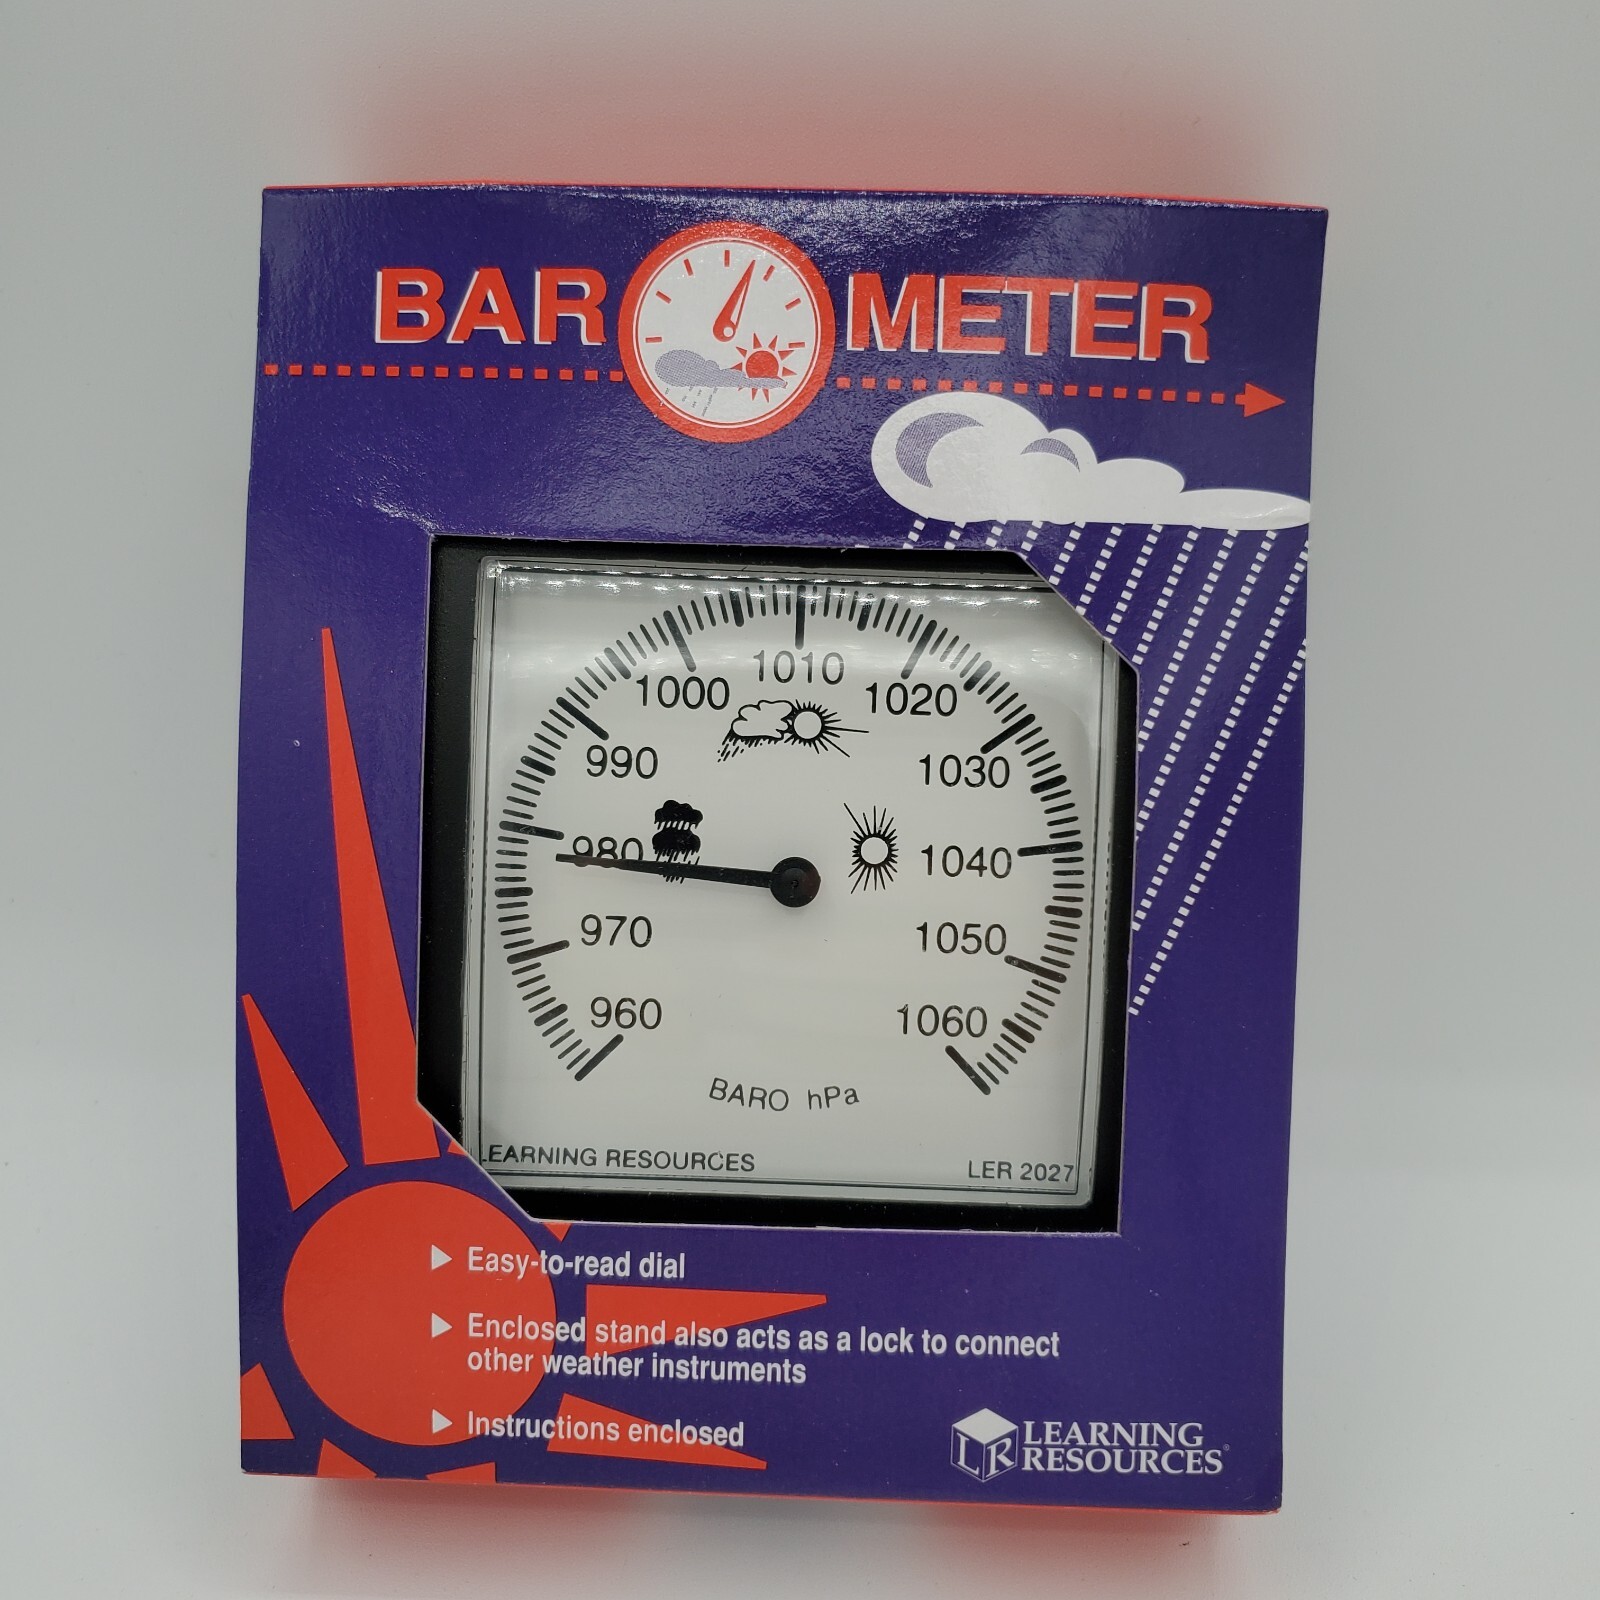 BAR METER
1010
1000
1020
990
1030
980
1040
970
1050
960
1060
BARO hPa
LEARNING RESOURCES
LER 2027
Easy-to-read dial
Enclosed stand also acts as a lock to connect
other weather instruments
Instructions enclosed
LR
LEARNING
RESOURCES®